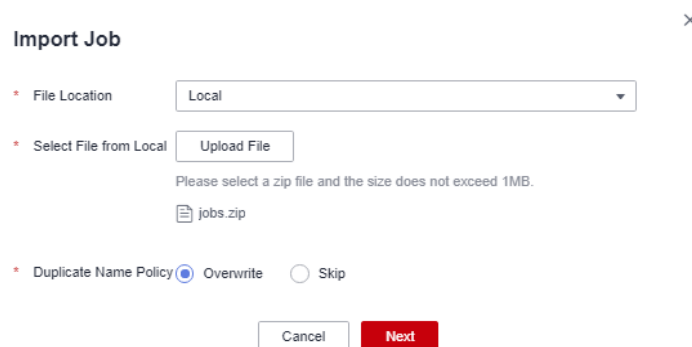 Import Job
* File Location Local
* Select File from Local Upload File
Please select a zip file and the size does not exceed 1MB.
jobs.zip
* Duplicate Name Policy Overwrite Skip
Cancel Next